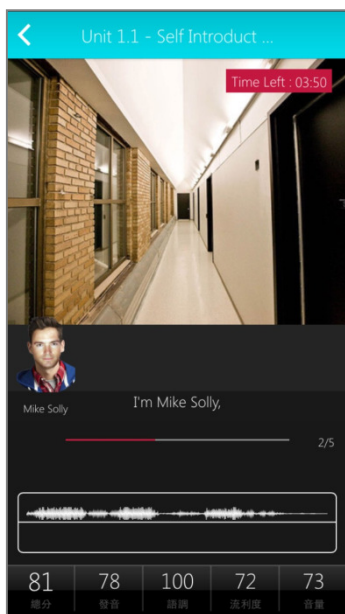 Unit 1.1 - Self Introduct ...
Time Left : 03:50
Mike Solly
I'm Mike Solly,
2/5
81 78 100 72 73
總分 發音 語調 流利度 音量